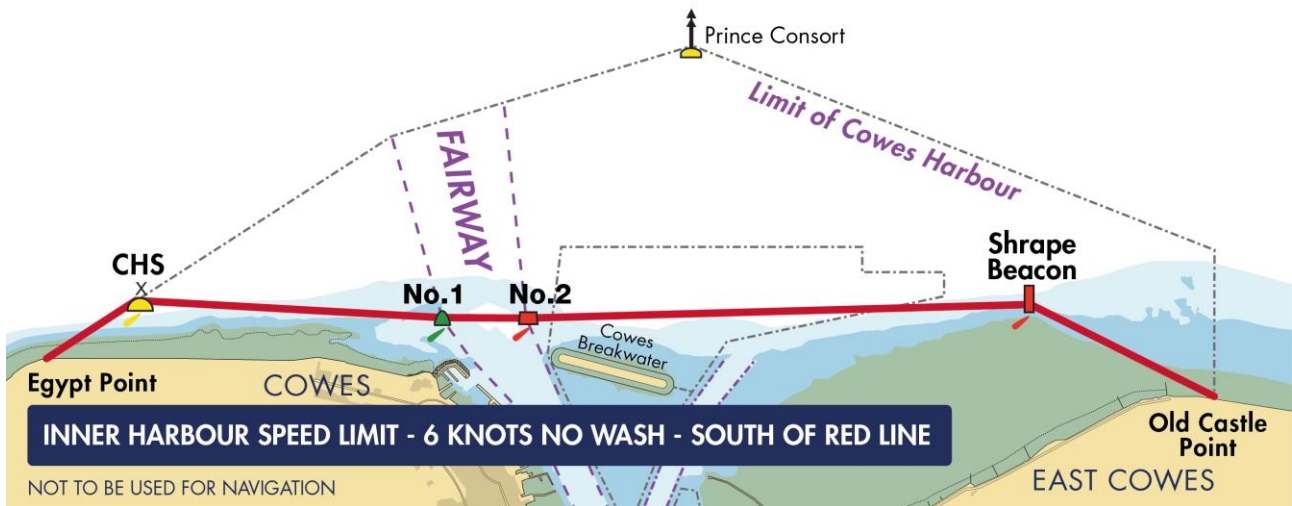 Prince Consort
Limit of Cowes Harbour
FAIRWAY
CHS
No.1
No.2
Shrape
Beacon
Cowes
Breakwater
Egypt Point
COWES
Old Castle
Point
INNER HARBOUR SPEED LIMIT - 6 KNOTS NO WASH - SOUTH OF RED LINE
EAST COWES
NOT TO BE USED FOR NAVIGATION